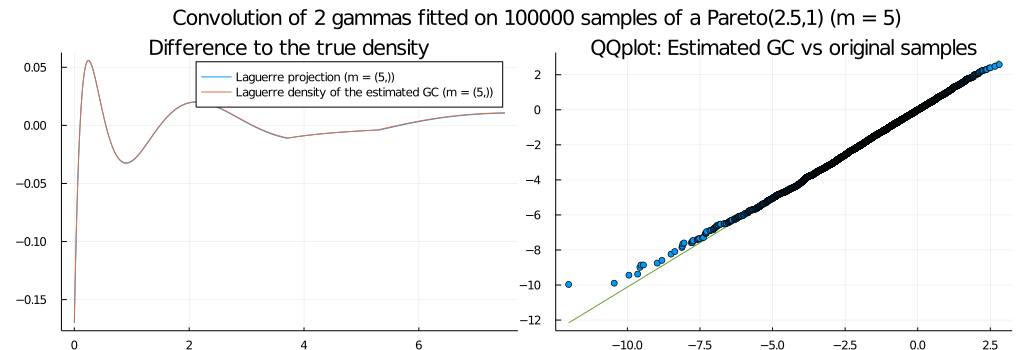 Convolution of 2 gammas fitted on 100000 samples of a Pareto(2.5,1) (m = 5)
Difference to the true density
Laguerre projection (m = (5,))
Laguerre density of the estimated GC (m = (5,))
0.05
0.00
−0.05
−0.10
−0.15
0 2 4 6
QQplot: Estimated GC vs original samples
2
0
−2
−4
−6
−8
−10
−12
−10.0 −7.5 −5.0 −2.5 0.0 2.5